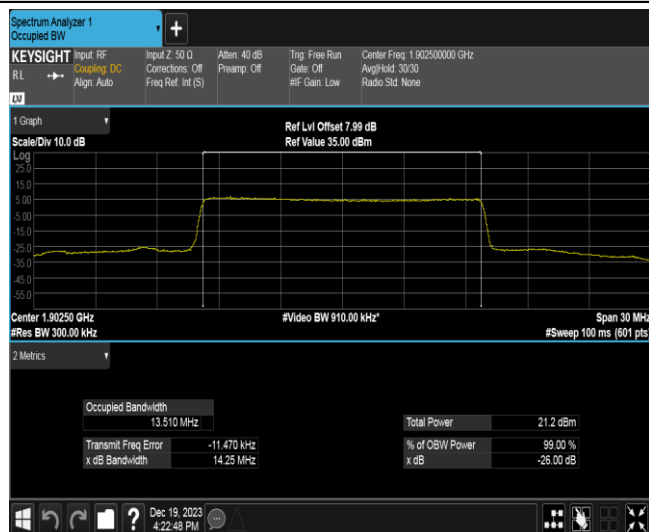 Spectrum Analyzer 1
Occupied BW
+
KEYSIGHT Input: RF Input Z: 50 Ω Atten: 40 dB Trig: Free Run Center Freq: 1.902500000 GHz
RL Coupling: DC Corrections: Off Preamp: Off Gate: Off Avg|Hold: 30/30
Align: Auto Freq Ref: Int (S) #IF Gain: Low Radio Std: None
LXI
1 Graph
Ref Lvl Offset 7.99 dB
Scale/Div 10.0 dB Ref Value 35.00 dBm
Log
25.0
15.0
5.00
-5.00
-15.0
-25.0
-35.0
-45.0
-55.0
Center 1.90250 GHz #Video BW 910.00 kHz* Span 30 MHz
#Res BW 300.00 kHz #Sweep 100 ms (601 pts)
2 Metrics
Occupied Bandwidth
13.510 MHz Total Power 21.2 dBm
Transmit Freq Error -11.470 kHz % of OBW Power 99.00 %
x dB Bandwidth 14.25 MHz x dB -26.00 dB
? Dec 19, 2023
4:22:48 PM